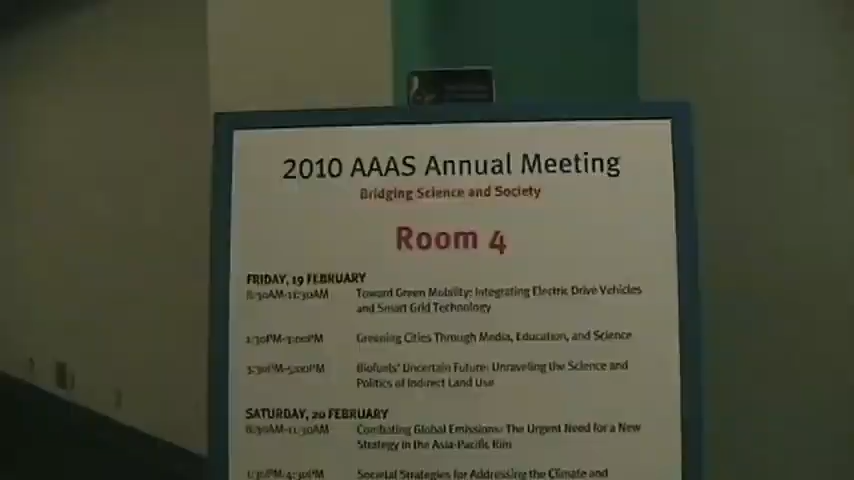 2010 AAAS Annual Meeting
Bridging Science and Society
Room 4
FRIDAY, 19 FEBRUARY
8:30AM-11:30AM Toward Green Mobility: Integrating Electric Drive Vehicles
and Smart Grid Technology
1:30PM-3:00PM Greening Cities Through Media, Education, and Science
3:30PM-5:00PM Biofuels' Uncertain Future: Unraveling the Science and
Politics of Indirect Land Use
SATURDAY, 20 FEBRUARY
8:30AM-11:30AM Combating Global Emissions: The Urgent Need for a New
Strategy in the Asia-Pacific Rim
1:30PM-4:30PM Societal Strategies for Addressing the Climate and